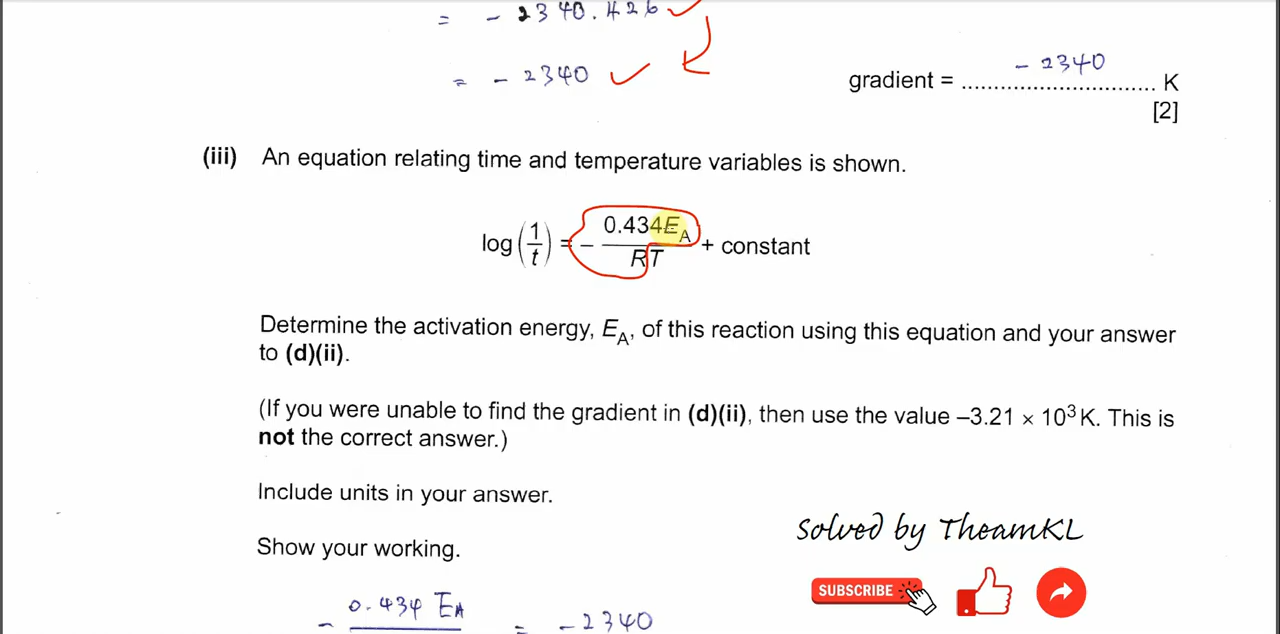 = - 2340.426
= - 2340
gradient = - 2340 K
[2]
(iii) An equation relating time and temperature variables is shown.
log(1/t) = - 0.434E_A/RT + constant
Determine the activation energy, E_A, of this reaction using this equation and your answer
to (d)(ii).
(If you were unable to find the gradient in (d)(ii), then use the value –3.21 × 10³ K. This is
not the correct answer.)
Include units in your answer.
Solved by TheamKL
Show your working.
SUBSCRIBE
- 0.434 E_A = - 2340